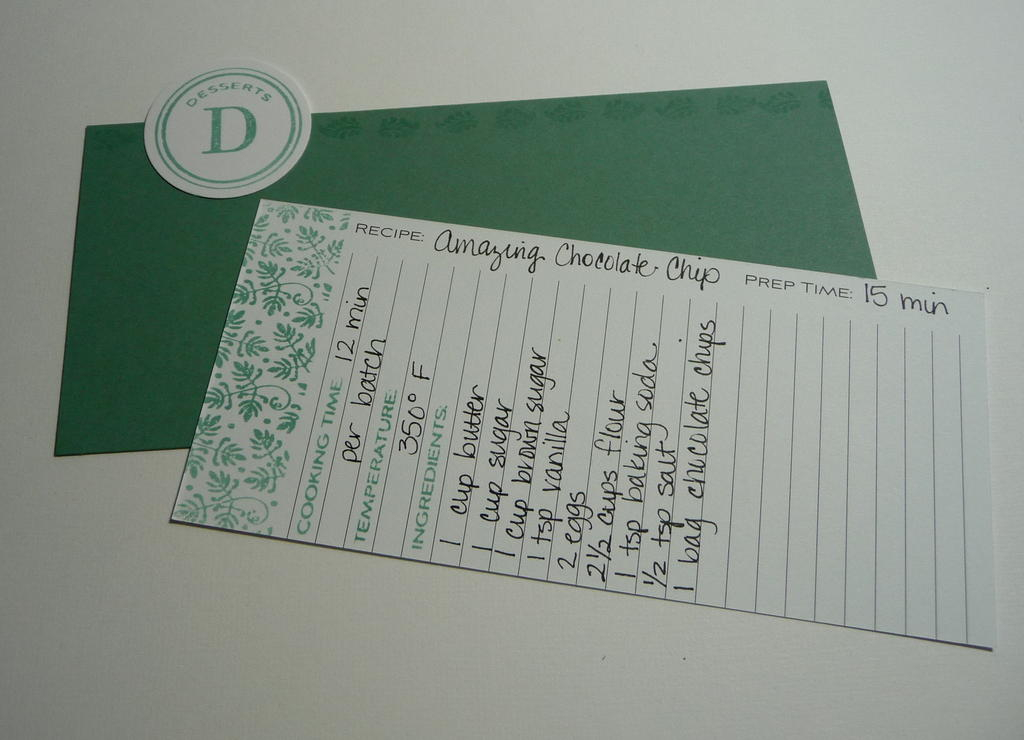 DESSERTS
D
RECIPE: Amazing Chocolate Chip
PREP TIME: 15 min
COOKING TIME 12 min
per batch
TEMPERATURE
350° F
INGREDIENTS:
1 cup butter
1 cup sugar
1 cup brown sugar
1 tsp vanilla
2 eggs
2 1/2 cups flour
1 tsp baking soda
1/2 tsp salt
1 bag chocolate chips